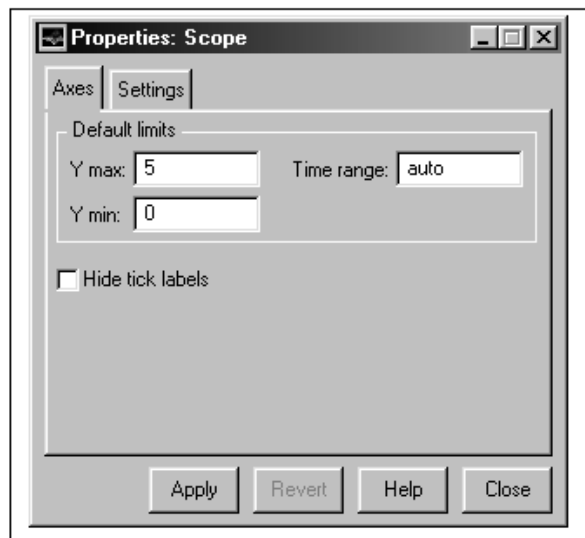 Properties: Scope
Axes Settings
Default limits
Y max: 5 Time range: auto
Y min: 0
Hide tick labels
Apply Revert Help Close